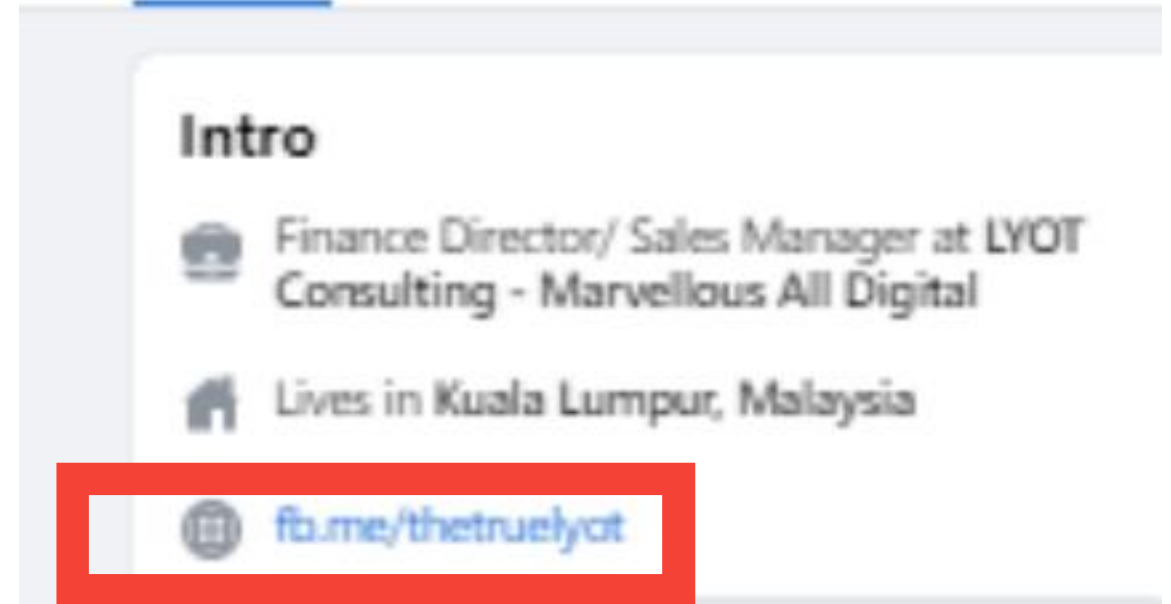 Intro
Finance Director/ Sales Manager at LYOT
Consulting - Marvellous All Digital
Lives in Kuala Lumpur, Malaysia
fb.me/thetruelyot